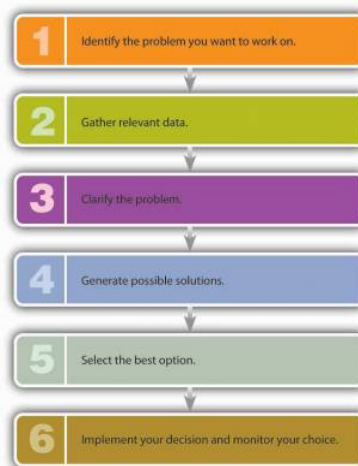 1
Identify the problem you want to work on.
2
Gather relevant data.
3
Clarify the problem.
4
Generate possible solutions.
5
Select the best option.
6
Implement your decision and monitor your choice.